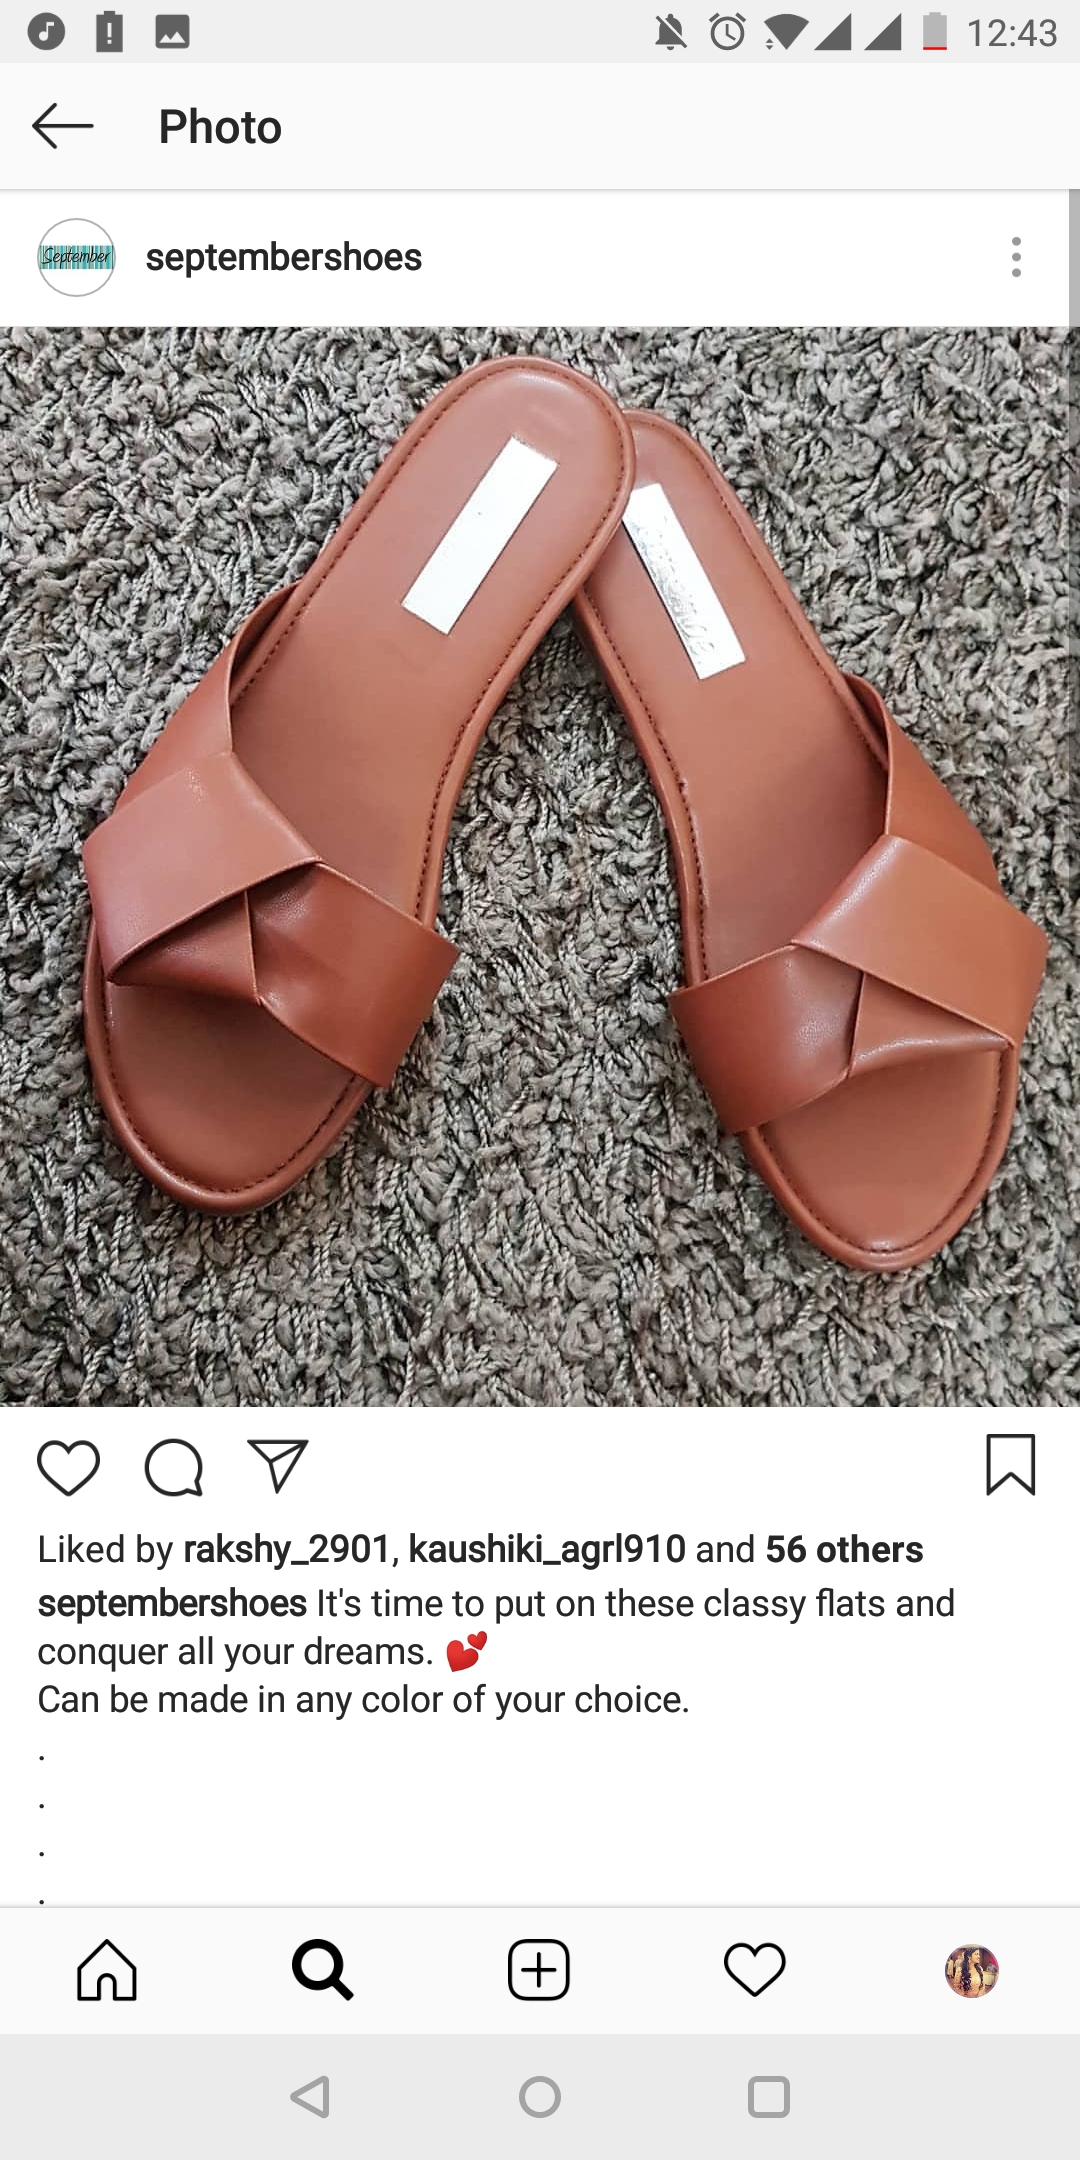 12:43
Photo
September
septembershoes
Liked by rakshy_2901, kaushiki_agrl910 and 56 others
septembershoes It's time to put on these classy flats and
conquer all your dreams. 💕
Can be made in any color of your choice.
.
.
.
.